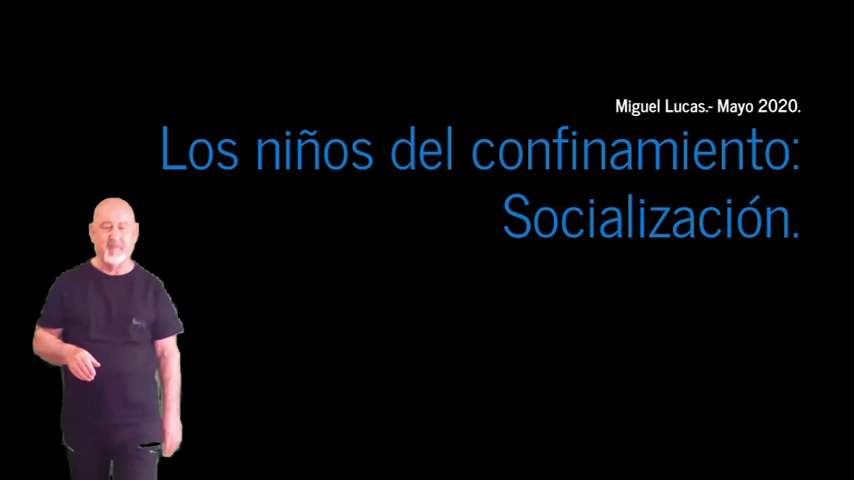 Miguel Lucas.- Mayo 2020.
Los niños del confinamiento:
Socialización.